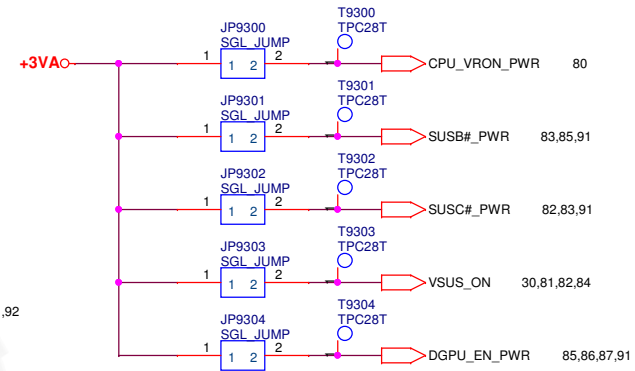 T9300
JP9300 TPC28T
SGL_JUMP
+3VA 1 1 2 2 CPU_VRON_PWR 80
T9301
JP9301 TPC28T
SGL_JUMP
1 1 2 2 SUSB#_PWR 83,85,91
T9302
JP9302 TPC28T
SGL_JUMP
1 1 2 2 SUSC#_PWR 82,83,91
T9303
JP9303 TPC28T
SGL_JUMP
1 1 2 2 VSUS_ON 30,81,82,84
T9304
,92
JP9304 TPC28T
SGL_JUMP
1 1 2 2 DGPU_EN_PWR 85,86,87,91